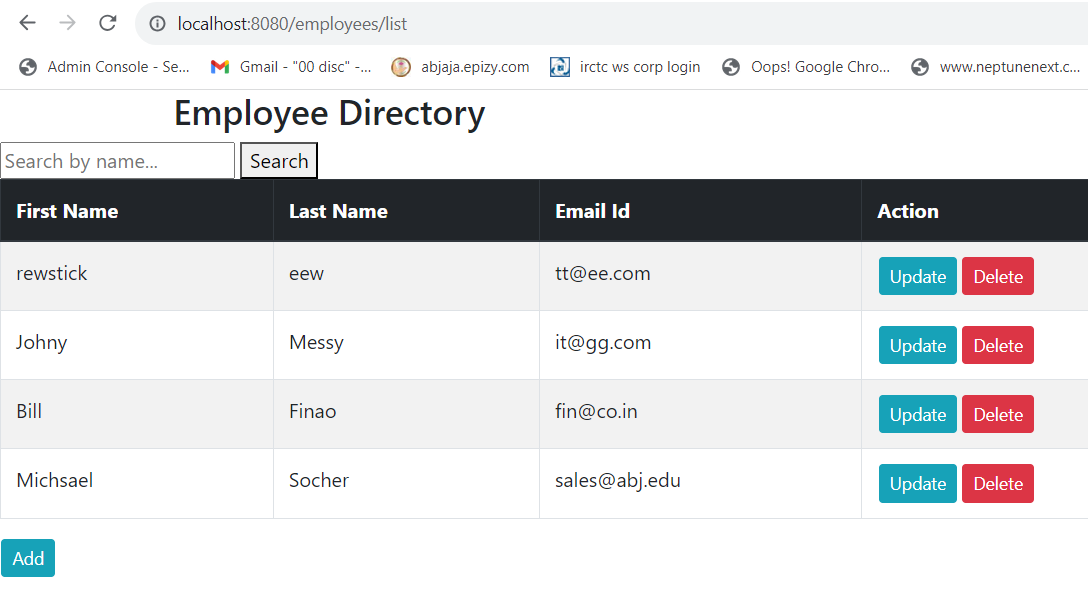 localhost:8080/employees/list
Admin Console - Se... Gmail - "00 disc" -... abjaja.epizy.com irctc ws corp login Oops! Google Chro... www.neptunenext.c...
Employee Directory
Search by name... Search
First Name Last Name Email Id Action
rewstick eew tt@ee.com Update Delete
Johny Messy it@gg.com Update Delete
Bill Finao fin@co.in Update Delete
Michsael Socher sales@abj.edu Update Delete
Add